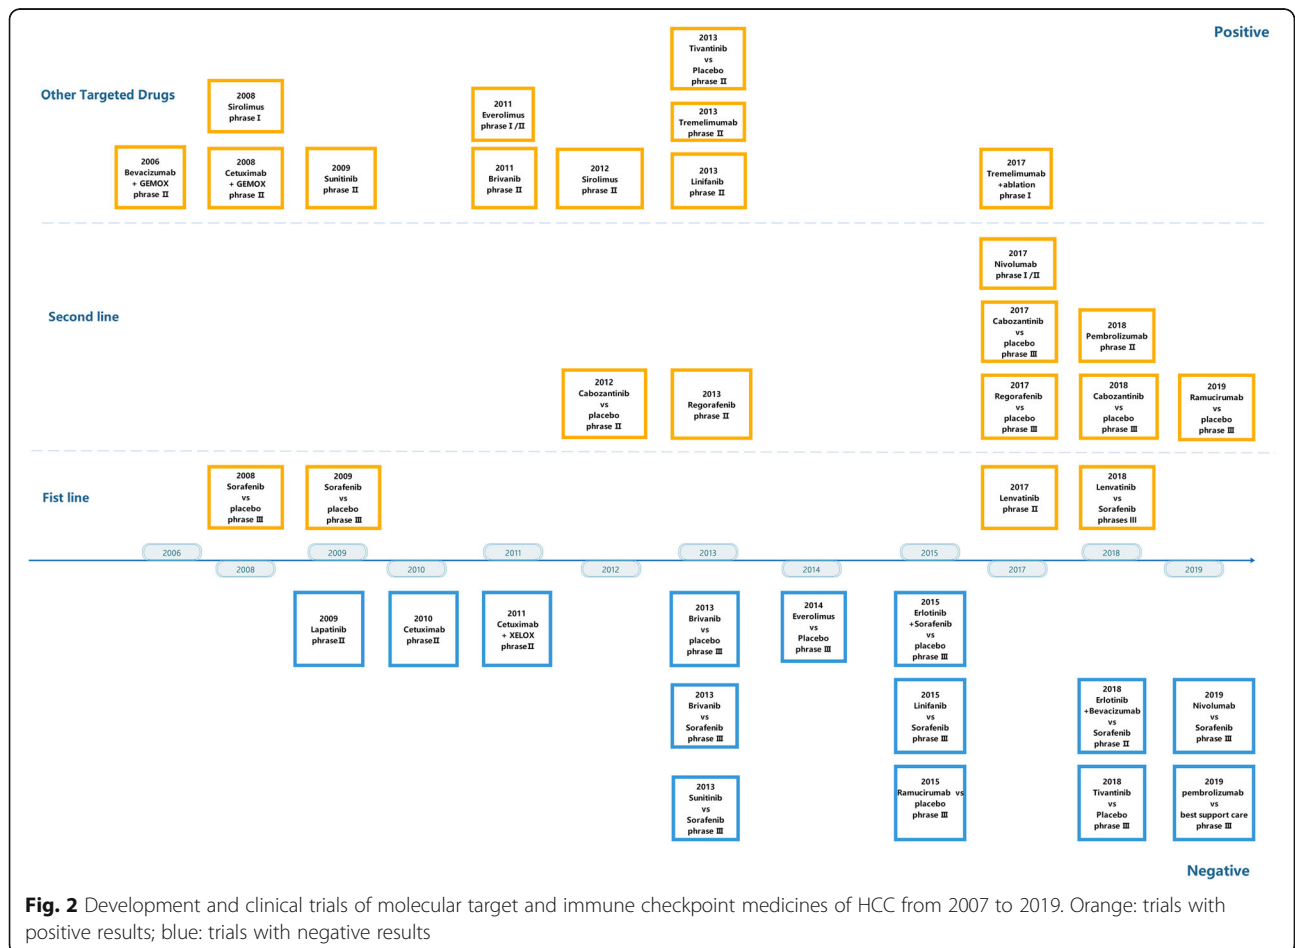 Positive
Other Targeted Drugs
2006
Bevacizumab
+ GEMOX
phrase Ⅱ
2008
Sirolimus
phrase Ⅰ
2008
Cetuximab
+ GEMOX
phrase Ⅱ
2009
Sunitinib
phrase Ⅱ
2011
Everolimus
phrase Ⅰ/Ⅱ
2011
Brivanib
phrase Ⅱ
2012
Sirolimus
phrase Ⅱ
2013
Tivantinib
vs
Placebo
phrase Ⅱ
2013
Tremelimumab
phrase Ⅱ
2013
Linifanib
phrase Ⅱ
2017
Tremelimumab
+ablation
phrase Ⅰ
Second line
2012
Cabozantinib
vs
placebo
phrase Ⅱ
2013
Regorafenib
phrase Ⅱ
2017
Nivolumab
phrase Ⅰ/Ⅱ
2017
Cabozantinib
vs
placebo
phrase Ⅲ
2017
Regorafenib
vs
placebo
phrase Ⅲ
2018
Pembrolizumab
phrase Ⅱ
2018
Cabozantinib
vs
placebo
phrase Ⅲ
2019
Ramucirumab
vs
placebo
phrase Ⅲ
Fist line
2008
Sorafenib
vs
placebo
phrase Ⅲ
2009
Sorafenib
vs
placebo
phrase Ⅲ
2017
Lenvatinib
phrase Ⅱ
2018
Lenvatinib
vs
Sorafenib
phrases III
2006
2008
2009
2010
2011
2012
2013
2014
2015
2017
2018
2019
2009
Lapatinib
phraseⅡ
2010
Cetuximab
phraseⅡ
2011
Cetuximab
+ XELOX
phraseⅡ
2013
Brivanib
vs
placebo
phrase Ⅲ
2013
Brivanib
vs
Sorafenib
phrase Ⅲ
2013
Sunitinib
vs
Sorafenib
phrase Ⅲ
2014
Everolimus
vs
Placebo
phrase Ⅲ
2015
Erlotinib
+Sorafenib
vs
placebo
phrase Ⅲ
2015
Linifanib
vs
Sorafenib
phrase Ⅲ
2015
Ramucirumab vs
placebo
phrase Ⅲ
2018
Erlotinib
+Bevacizumab
vs
Sorafenib
phrase Ⅱ
2018
Tivantinib
vs
Placebo
phrase Ⅲ
2019
Nivolumab
vs
Sorafenib
phrase Ⅲ
2019
pembrolizumab
vs
best support care
phrase Ⅲ
Negative
Fig. 2 Development and clinical trials of molecular target and immune checkpoint medicines of HCC from 2007 to 2019. Orange: trials with
positive results; blue: trials with negative results